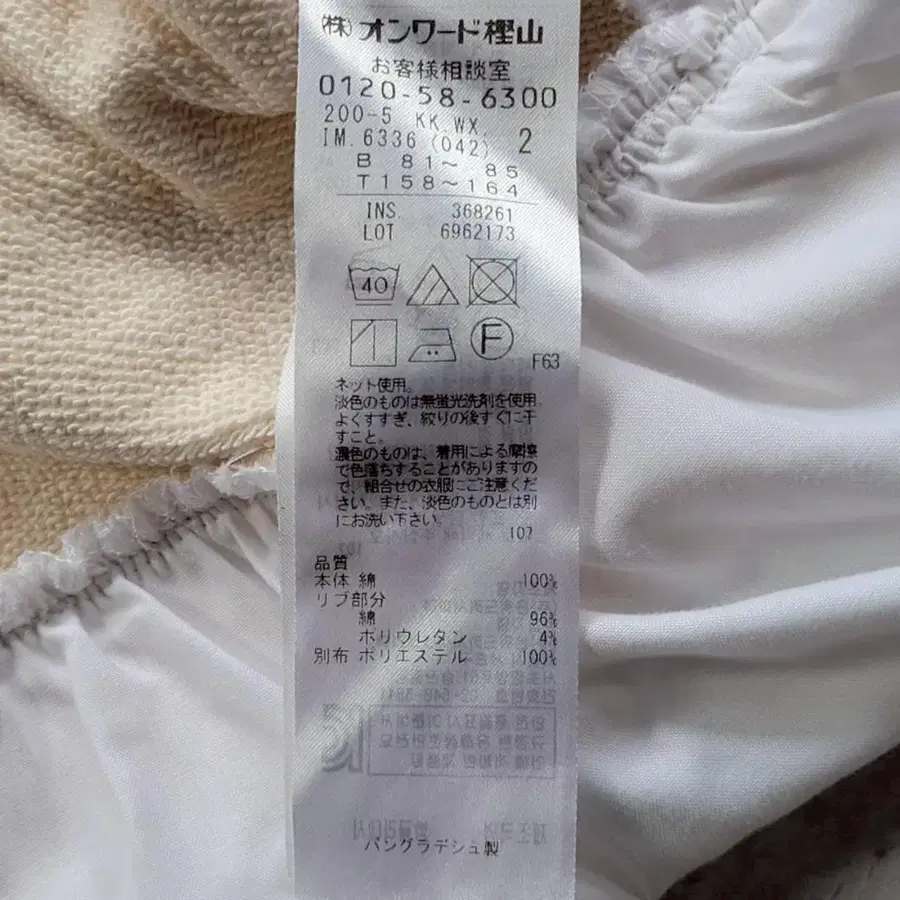 (株)オンワード樫山
お客様相談室
0120-58-6300
200-5 KK.WX.
IM.6336 (042) 2
B 81～ 85
T158～164
INS. 368261
LOT 6962173
40
F
F63
ネット使用。
淡色のものは無蛍光洗剤を使用
よくすすぎ、絞りの後すぐに干
すこと。
濃色のものは、着用による摩擦
で色落ちすることがありますの
で、組合せの衣服にご注意くだ
さい。また、淡色のものとは別
にお洗い下さい。
107
品質
本体 綿 100%
リブ部分
綿 96%
ポリウレタン 4%
別布 ポリエステル 100%
バングラデシュ製